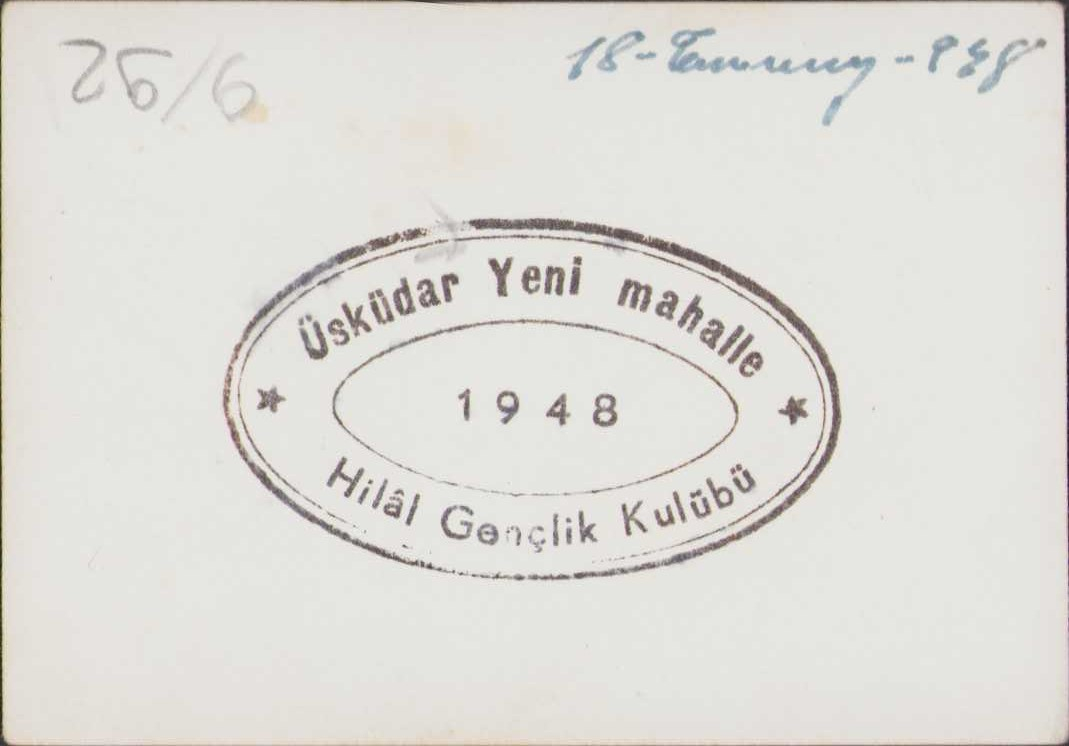 25/6
18-Temmuz-948
Üsküdar Yeni mahalle
1948
Hilâl Gençlik Kulübü